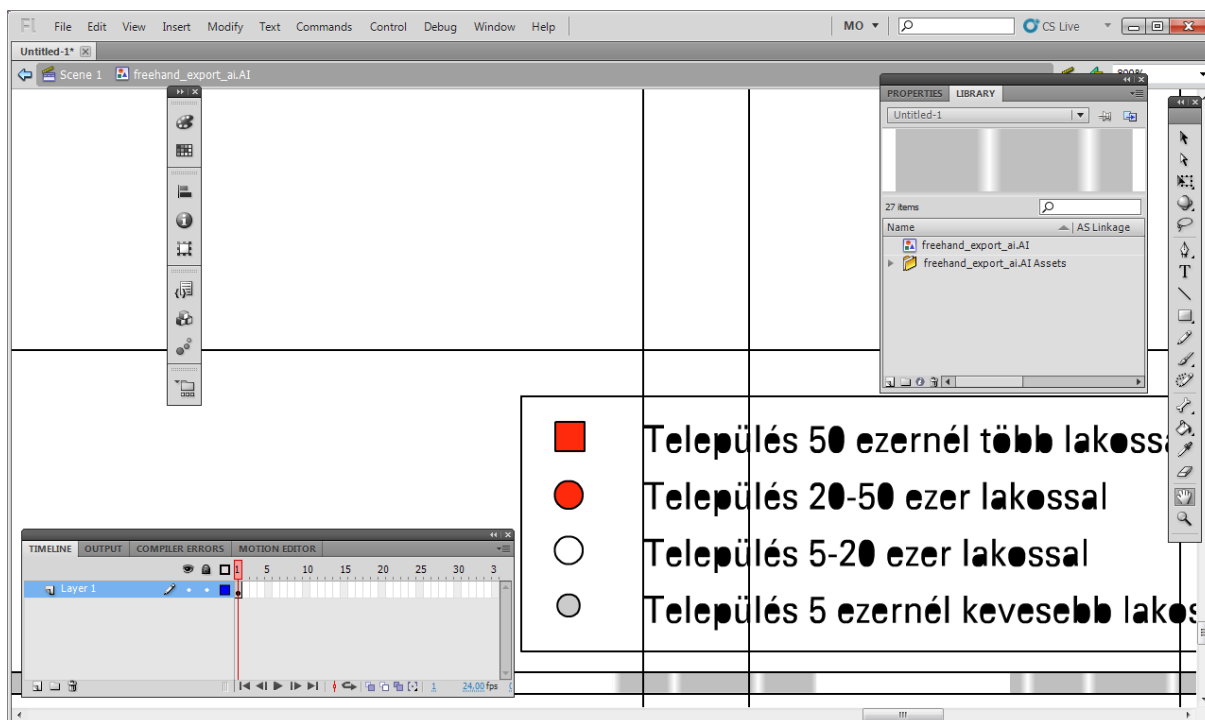 Fl File Edit View Insert Modify Text Commands Control Debug Window Help MO CS Live
Untitled-1*
Scene 1 freehand_export_ai.AI 800%
PROPERTIES LIBRARY
Untitled-1
27 items
Name AS Linkage
freehand_export_ai.AI
freehand_export_ai.AI Assets
T
Település 50 ezernél több lakossa
Település 20-50 ezer lakossal
Település 5-20 ezer lakossal
Település 5 ezernél kevesebb lakos
TIMELINE OUTPUT COMPILER ERRORS MOTION EDITOR
1 5 10 15 20 25 30 3
Layer 1
1 24,00 fps